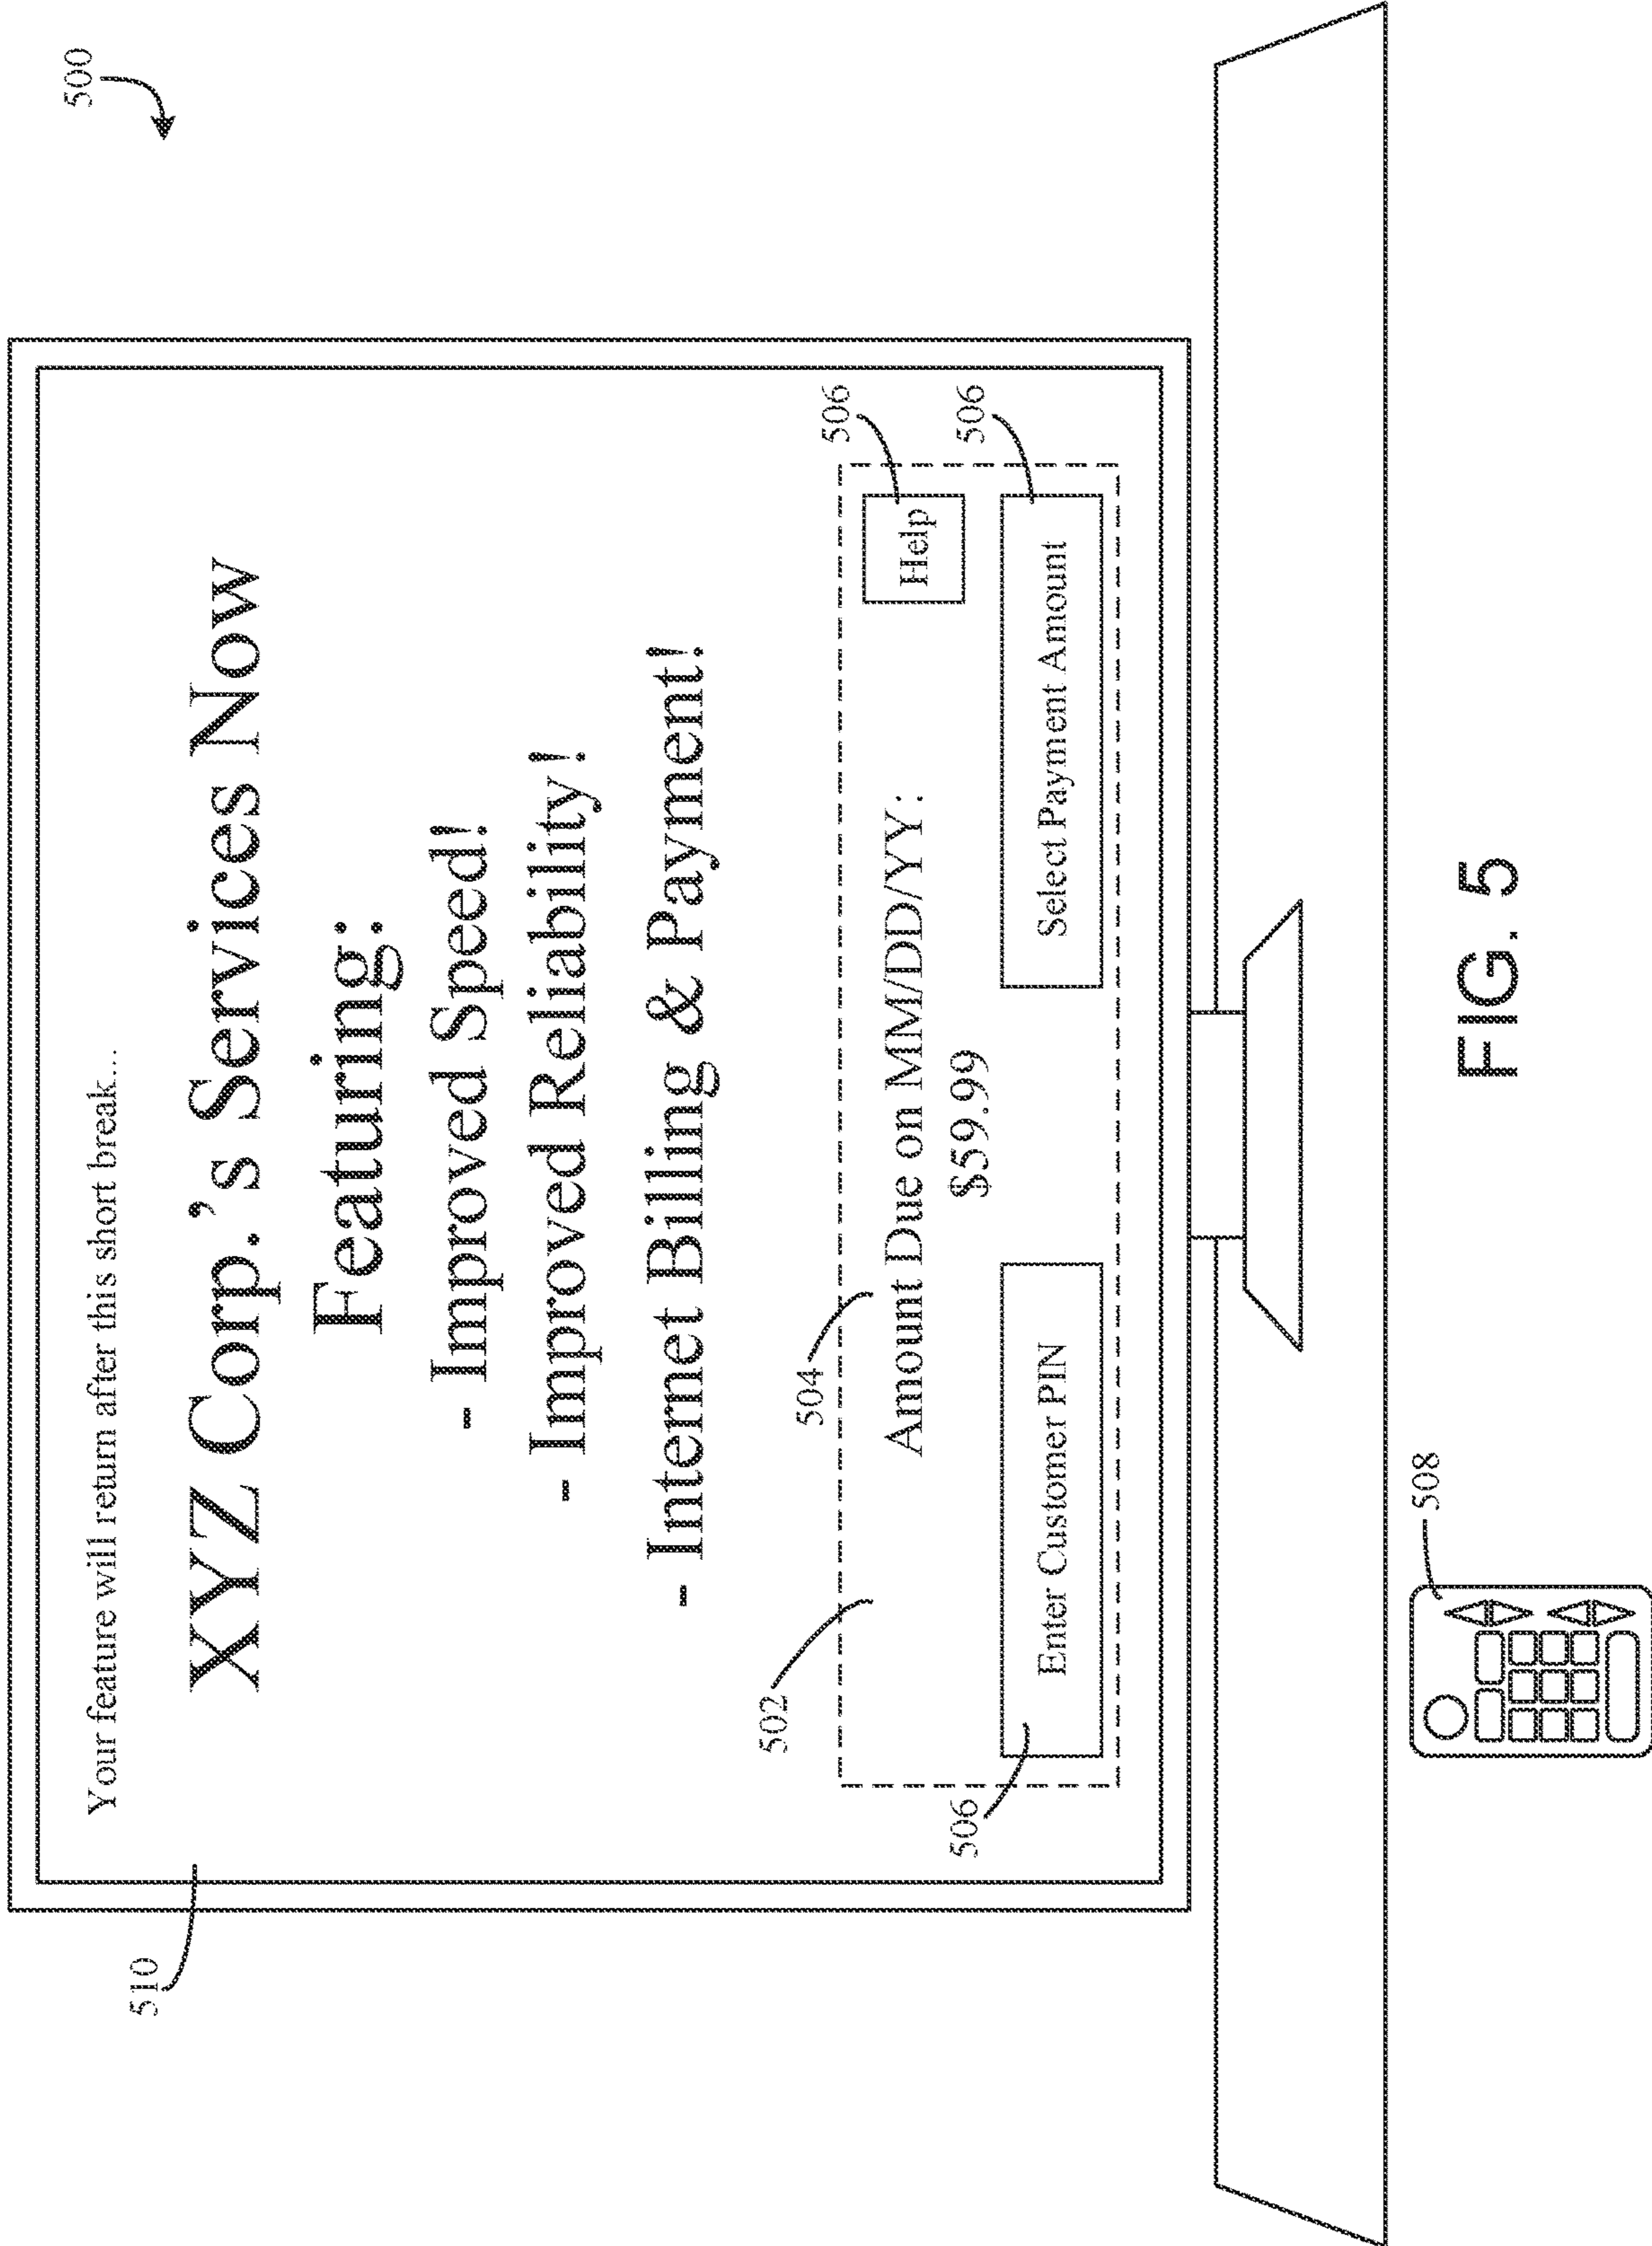 500
510
Your feature will return after this short break...
XYZ Corp.'s Services Now
Featuring:
- Improved Speed!
- Improved Reliability!
- Internet Billing & Payment!
502
504
506
Amount Due on MM/DD/YY:
$59.99
Help
506
Enter Customer PIN
Select Payment Amount
506
508
FIG. 5